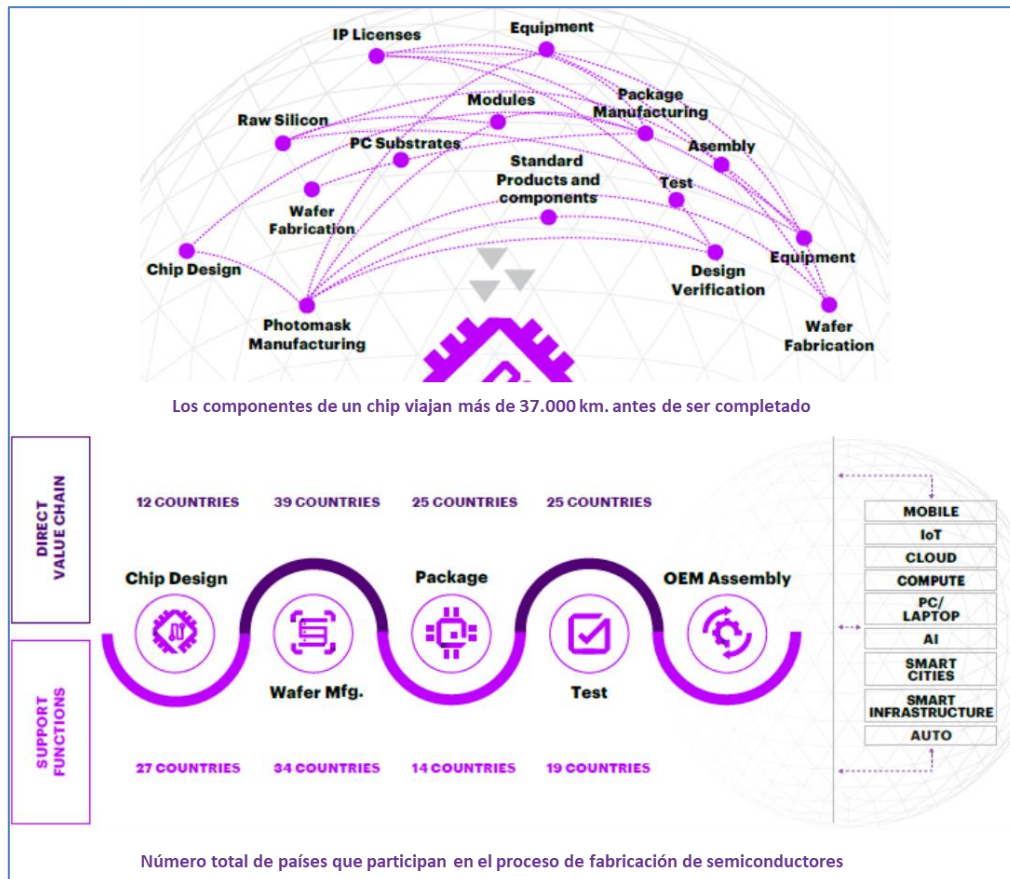 IP Licenses
Equipment
Modules
Package
Manufacturing
Raw Silicon
PC Substrates
Asembly
Standard
Products and
components
Test
Wafer
Fabrication
Chip Design
Equipment
Design
Verification
Photomask
Manufacturing
Wafer
Fabrication
Los componentes de un chip viajan más de 37.000 km. antes de ser completado
DIRECT
VALUE CHAIN
12 COUNTRIES
39 COUNTRIES
25 COUNTRIES
25 COUNTRIES
Chip Design
Package
OEM Assembly
Wafer Mfg.
Test
SUPPORT
FUNCTIONS
27 COUNTRIES
34 COUNTRIES
14 COUNTRIES
19 COUNTRIES
MOBILE
IoT
CLOUD
COMPUTE
PC/
LAPTOP
AI
SMART
CITIES
SMART
INFRASTRUCTURE
AUTO
Número total de países que participan en el proceso de fabricación de semiconductores